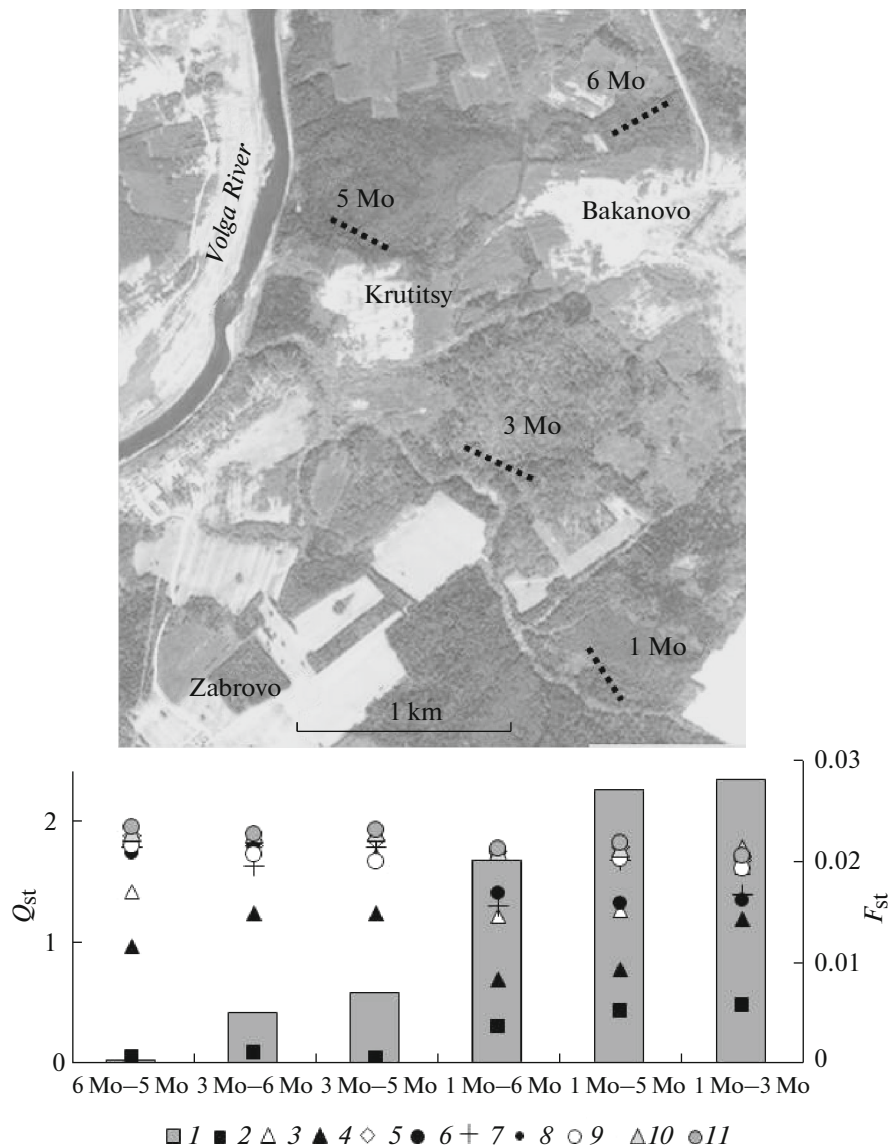 6 Mo
Volga River
5 Mo
Bakanovo
Krutitsy
3 Mo
1 Mo
Zabrovo
1 km
0.03
2
0.02
Qst
Fst
1
0.01
0
0
6 Mo–5 Mo 3 Mo–6 Mo 3 Mo–5 Mo 1 Mo–6 Mo 1 Mo–5 Mo 1 Mo–3 Mo
1 2 3 4 5 6 7 8 9 10 11